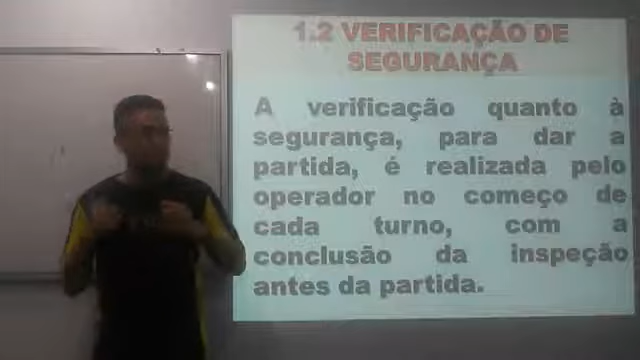 1.2 VERIFICAÇÃO DE
SEGURANÇA
A verificação quanto à
segurança, para dar a
partida, é realizada pelo
operador no começo de
cada turno, com a
conclusão da inspeção
antes da partida.